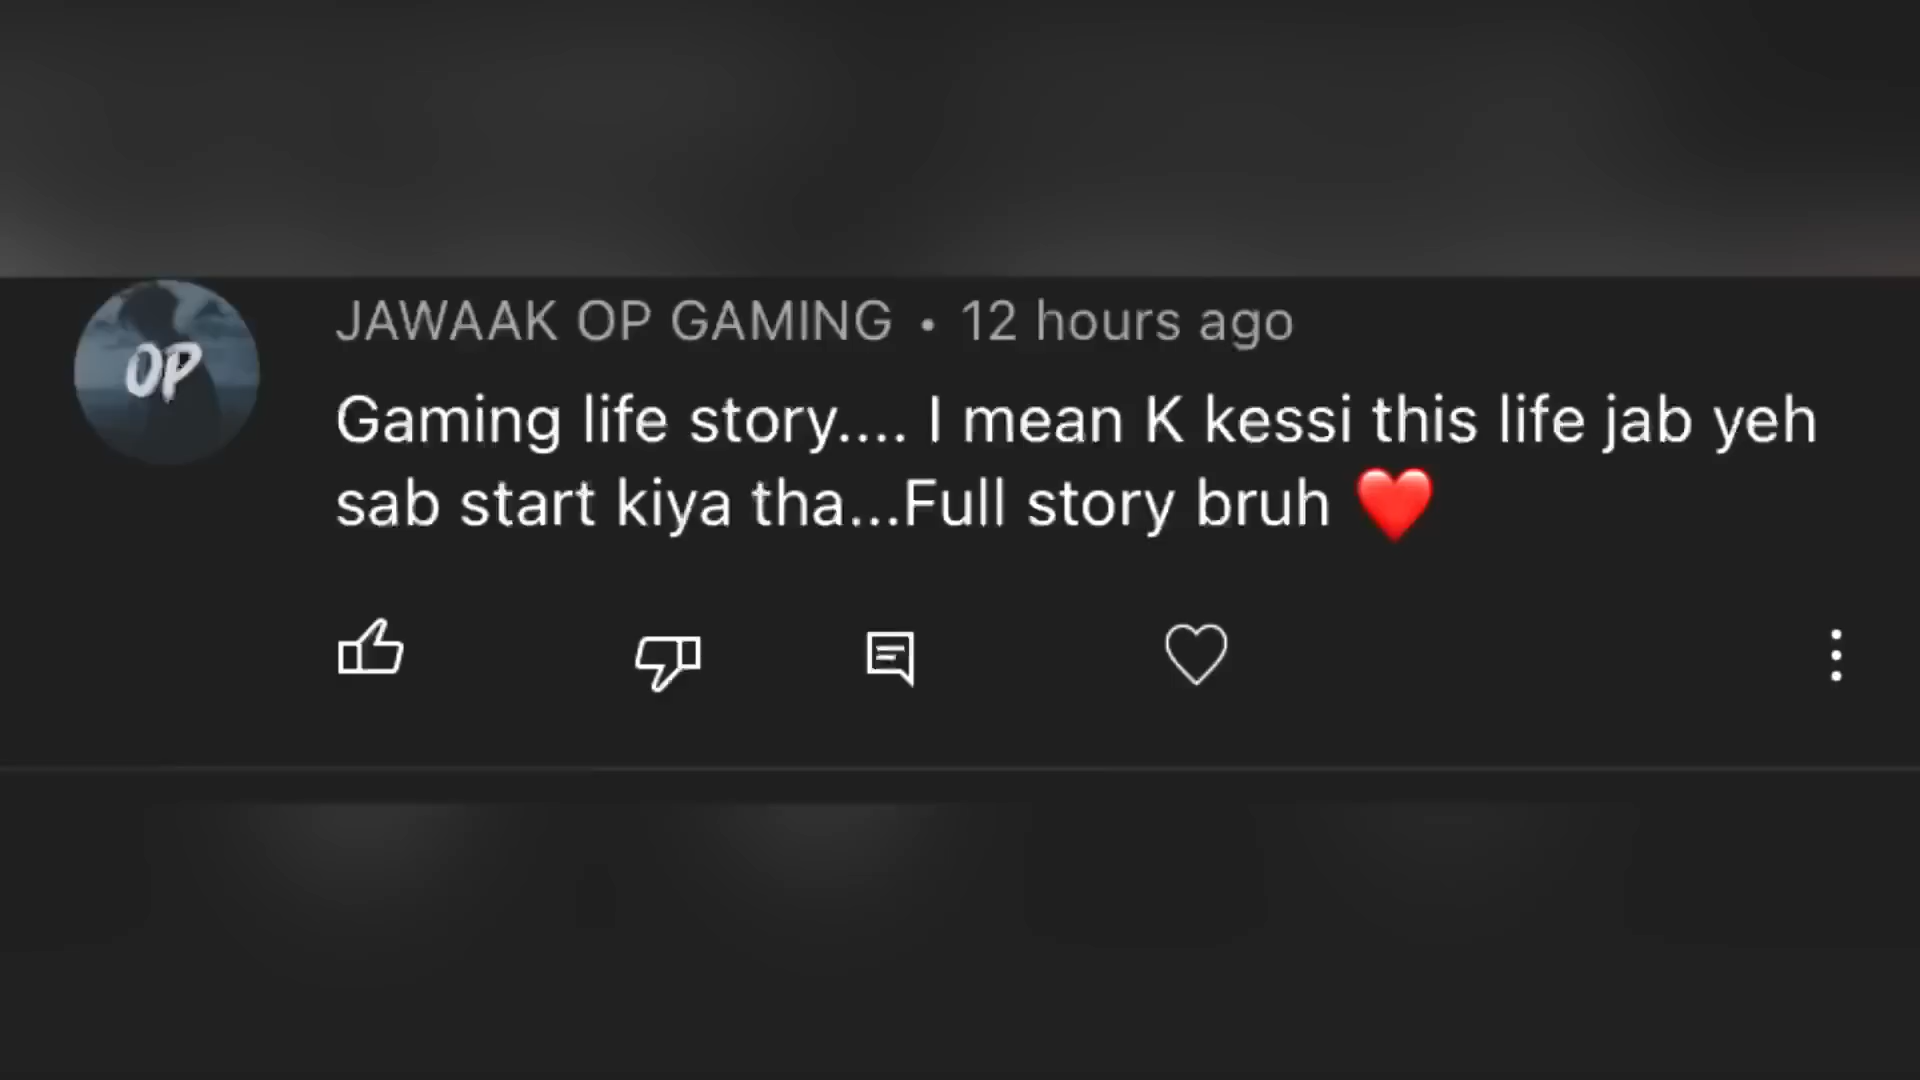 OP
JAWAAK OP GAMING • 12 hours ago
Gaming life story.... I mean K kessi this life jab yeh
sab start kiya tha...Full story bruh ❤️